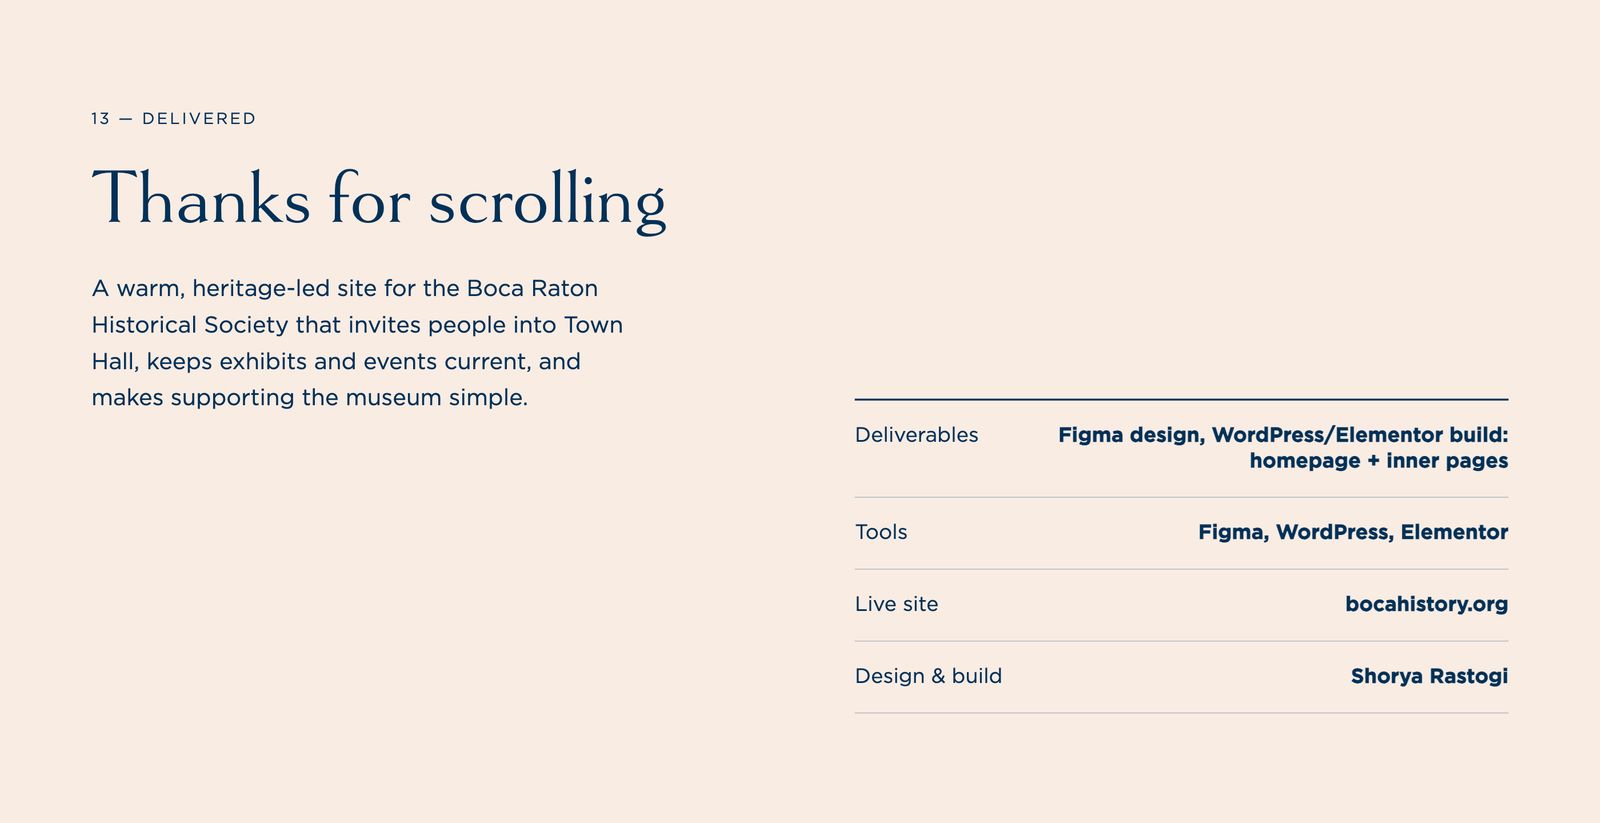 13 — DELIVERED
Thanks for scrolling
A warm, heritage-led site for the Boca Raton
Historical Society that invites people into Town
Hall, keeps exhibits and events current, and
makes supporting the museum simple.
Deliverables
Figma design, WordPress/Elementor build:
homepage + inner pages
Tools
Figma, WordPress, Elementor
Live site
bocahistory.org
Design & build
Shorya Rastogi